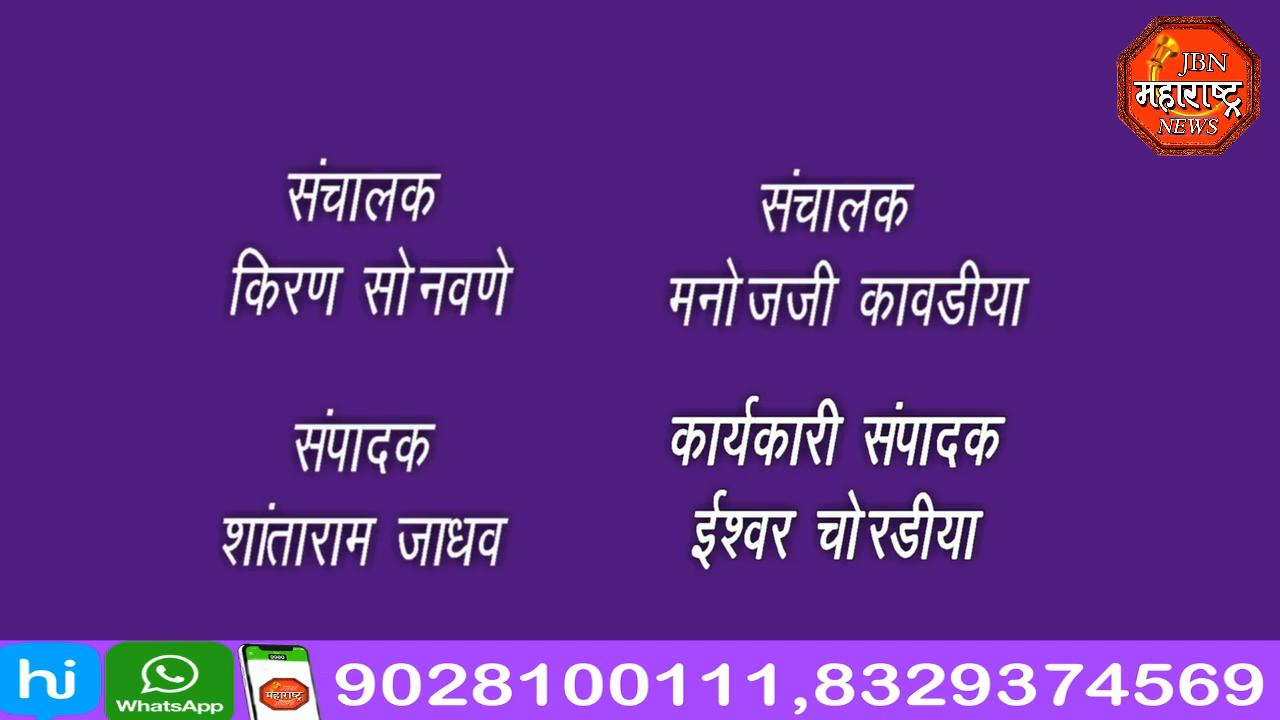 JBN
महाराष्ट्र
NEWS
संचालक
किरण सोनवणे
संचालक
मनोजजी कावडीया
संपादक
शांताराम जाधव
कार्यकारी संपादक
ईश्वर चोरडीया
hi
WhatsApp
महाराष्ट्र
9028100111,8329374569